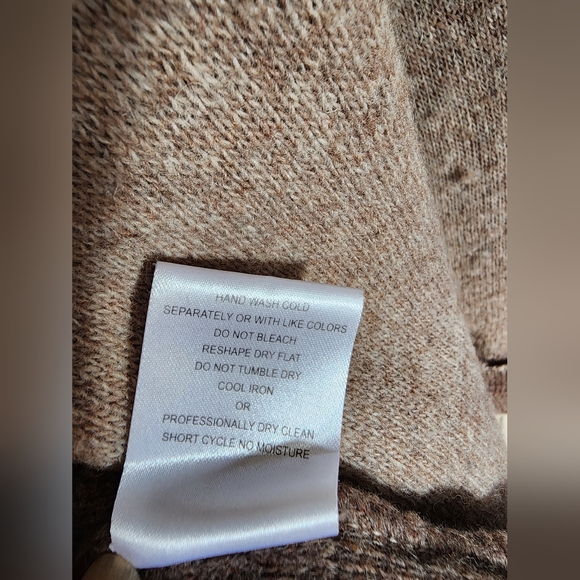 HAND WASH COLD
SEPARATELY OR WITH LIKE COLORS
DO NOT BLEACH
RESHAPE DRY FLAT
DO NOT TUMBLE DRY
COOL IRON
OR
PROFESSIONALLY DRY CLEAN
SHORT CYCLE NO MOISTURE